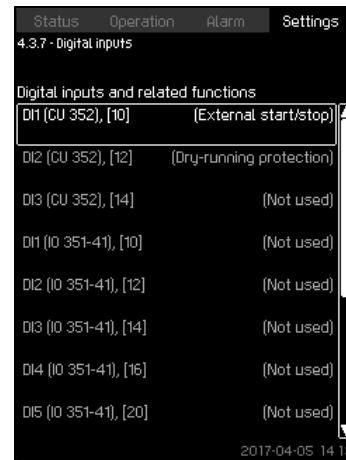 Status Operation Alarm Settings
4.3.7 - Digital inputs
Digital inputs and related functions
DI1 (CU 352), [10] (External start/stop)
DI2 (CU 352), [12] (Dry-running protection)
DI3 (CU 352), [14] (Not used)
DI1 (IO 351-41), [10] (Not used)
DI2 (IO 351-41), [12] (Not used)
DI3 (IO 351-41), [14] (Not used)
DI4 (IO 351-41), [16] (Not used)
DI5 (IO 351-41), [20] (Not used)
2017-04-05 14